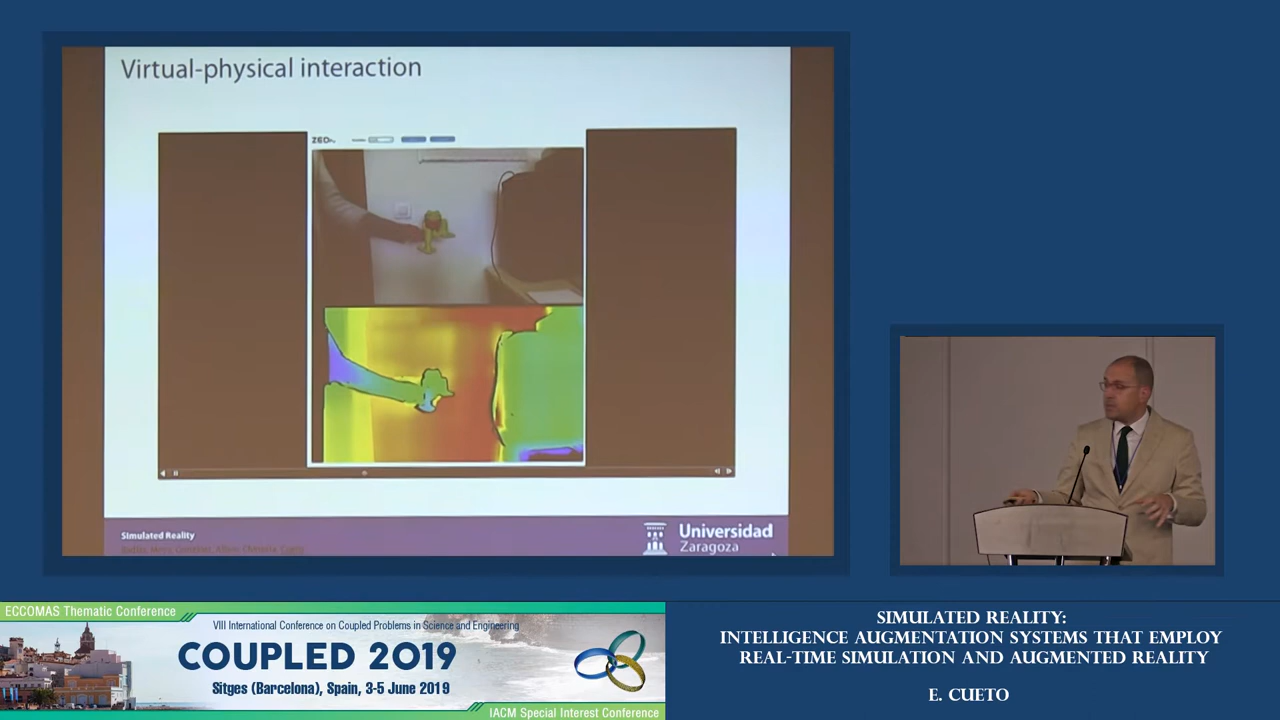 Virtual-physical interaction
ZED
Simulated Reality
Universidad
Zaragoza
ECCOMAS Thematic Conference
VIII International Conference on Coupled Problems in Science and Engineering
COUPLED 2019
Sitges (Barcelona), Spain, 3-5 June 2019
IACM Special Interest Conference
SIMULATED REALITY:
INTELLIGENCE AUGMENTATION SYSTEMS THAT EMPLOY
REAL-TIME SIMULATION AND AUGMENTED REALITY
E. CUETO